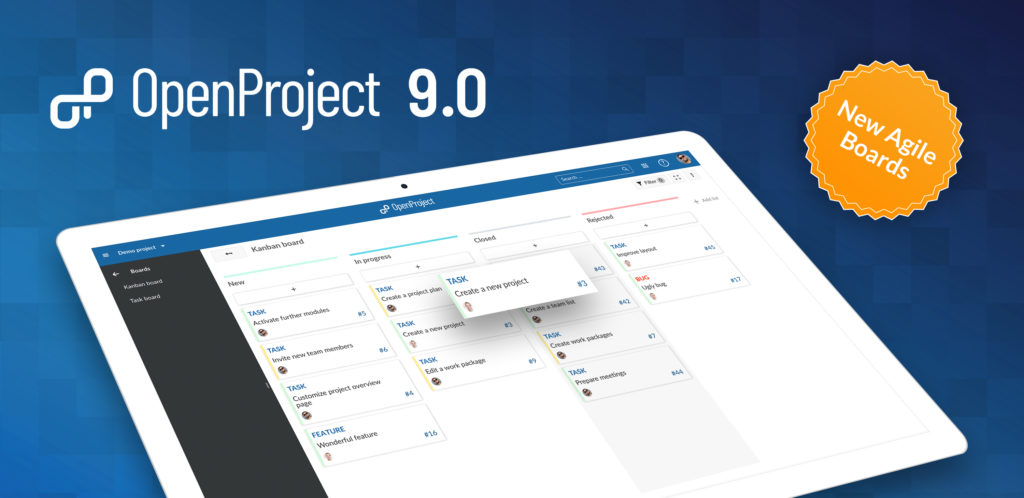 OpenProject 9.0
New Agile
Boards
OpenProject
Search ...
Demo project
Filter
Boards
Kanban board
Task board
Kanban board
Add list
New
+
TASK
Activate further modules
#5
TASK
Invite new team members
#6
TASK
Customize project overview
page
#4
FEATURE
Wonderful feature
#16
In progress
+
TASK
Create a project plan
TASK
Create a new project
#3
TASK
Edit a work package
#9
TASK
Create a new project
#3
Closed
+
#43
Create a team list
#42
TASK
Create work packages
#7
TASK
Prepare meetings
#44
Rejected
+
TASK
Improve layout
#45
BUG
Ugly bug
#17